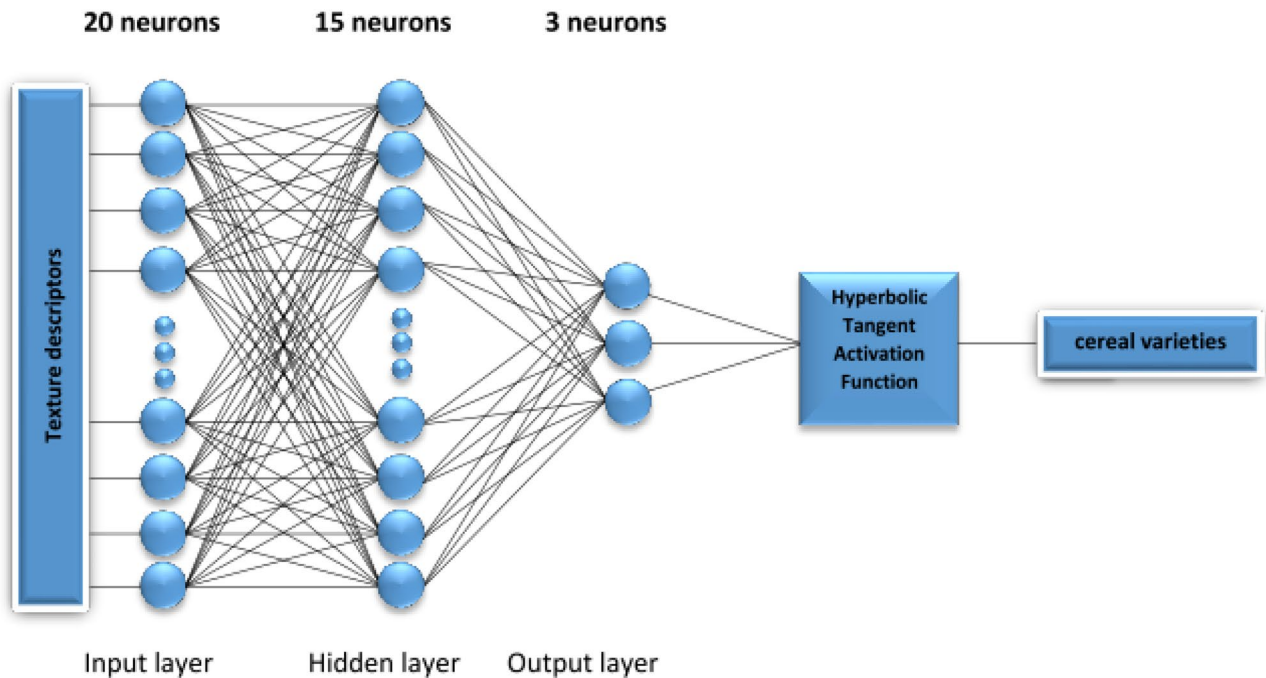 20 neurons
15 neurons
3 neurons
Texture descriptors
Hyperbolic
Tangent
Activation
Function
cereal varieties
Input layer
Hidden layer
Output layer